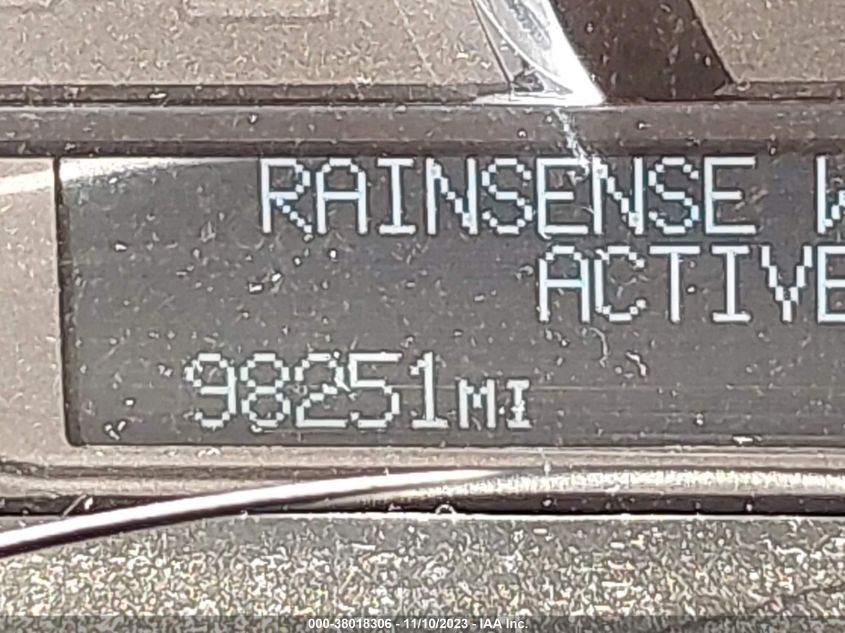 RAINSENSE
ACTIVE
98251MI
000-38018306 - 11/10/2023 - IAA Inc.